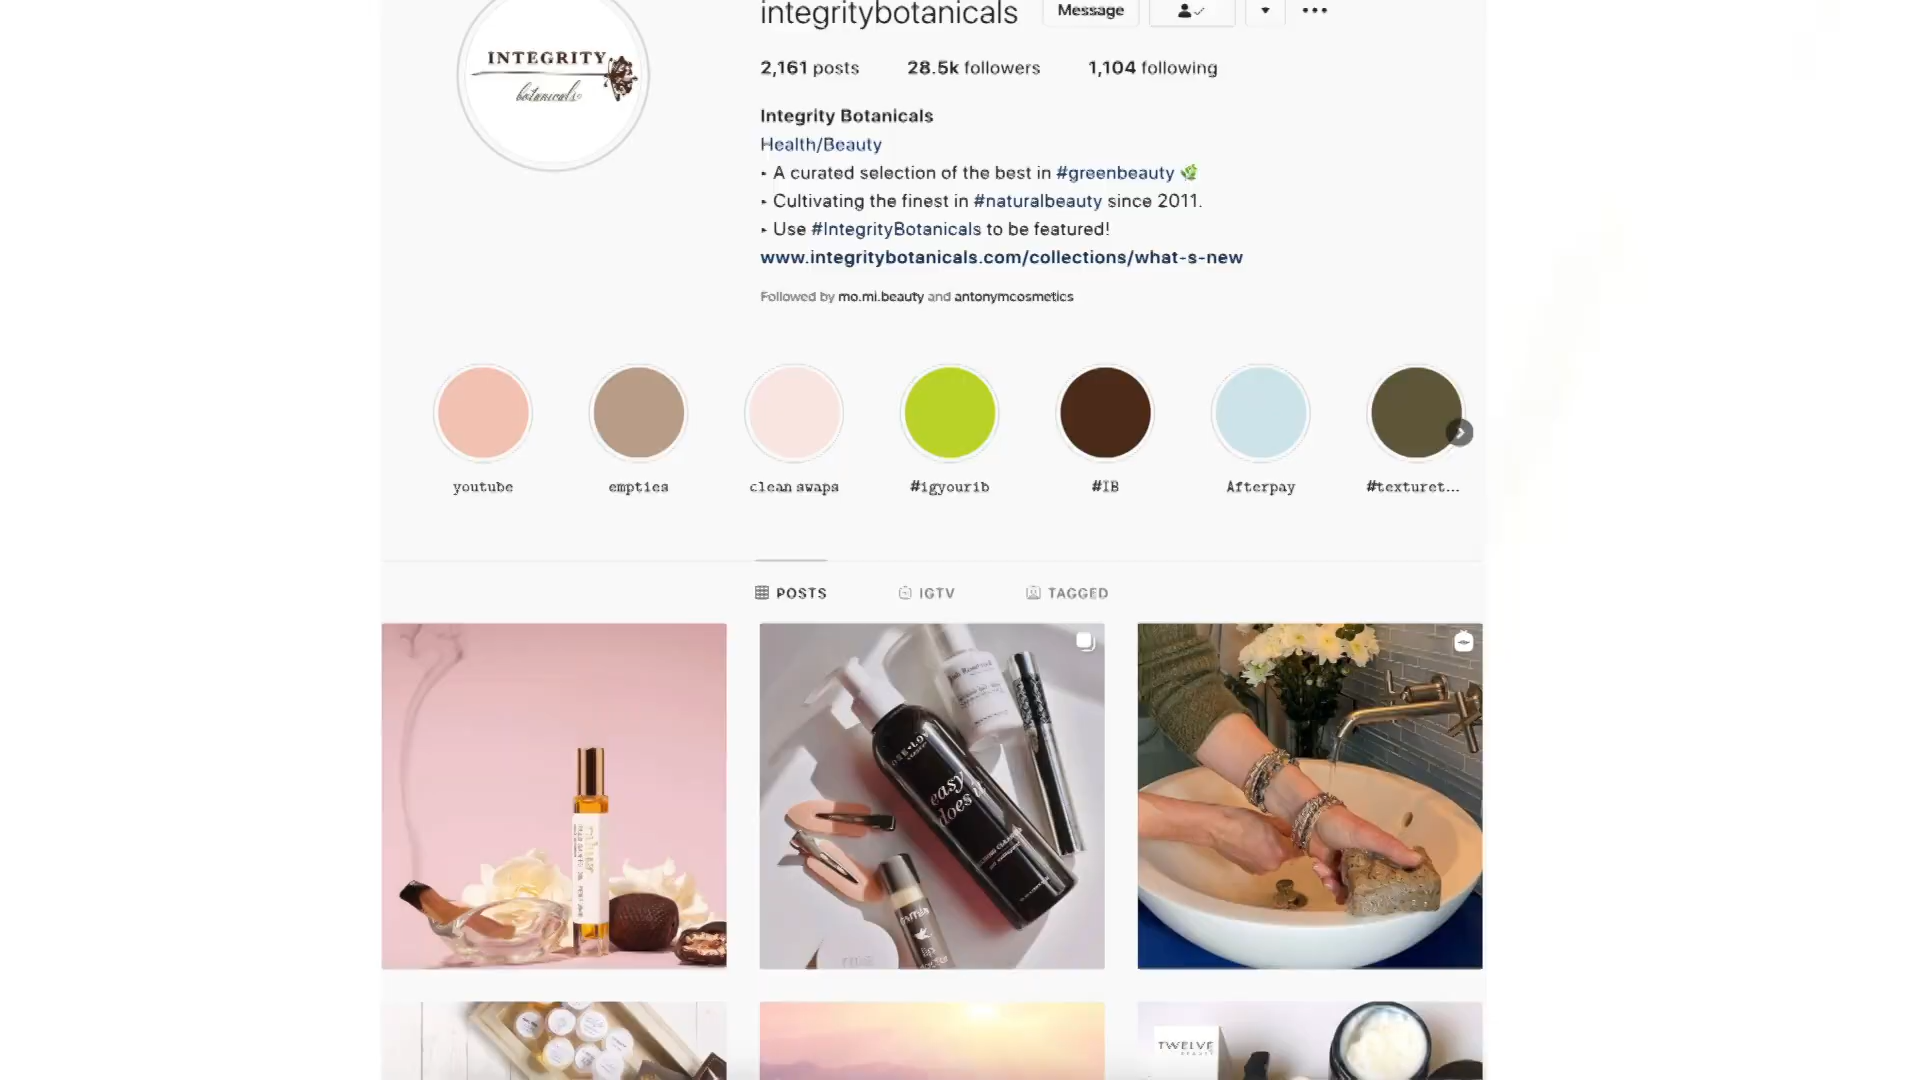 integritybotanicals
Message
INTEGRITY
botanicals
2,161 posts
28.5k followers
1,104 following
Integrity Botanicals
Health/Beauty
▸ A curated selection of the best in #greenbeauty 🌿
▸ Cultivating the finest in #naturalbeauty since 2011.
▸ Use #IntegrityBotanicals to be featured!
www.integritybotanicals.com/collections/what-s-new
Followed by mo.mi.beauty and antonymcosmetics
youtube
empties
clean swaps
#igyourib
#IB
Afterpay
#texturet...
POSTS
IGTV
TAGGED
easy
does it
lip
TWELVE
BEAUTY